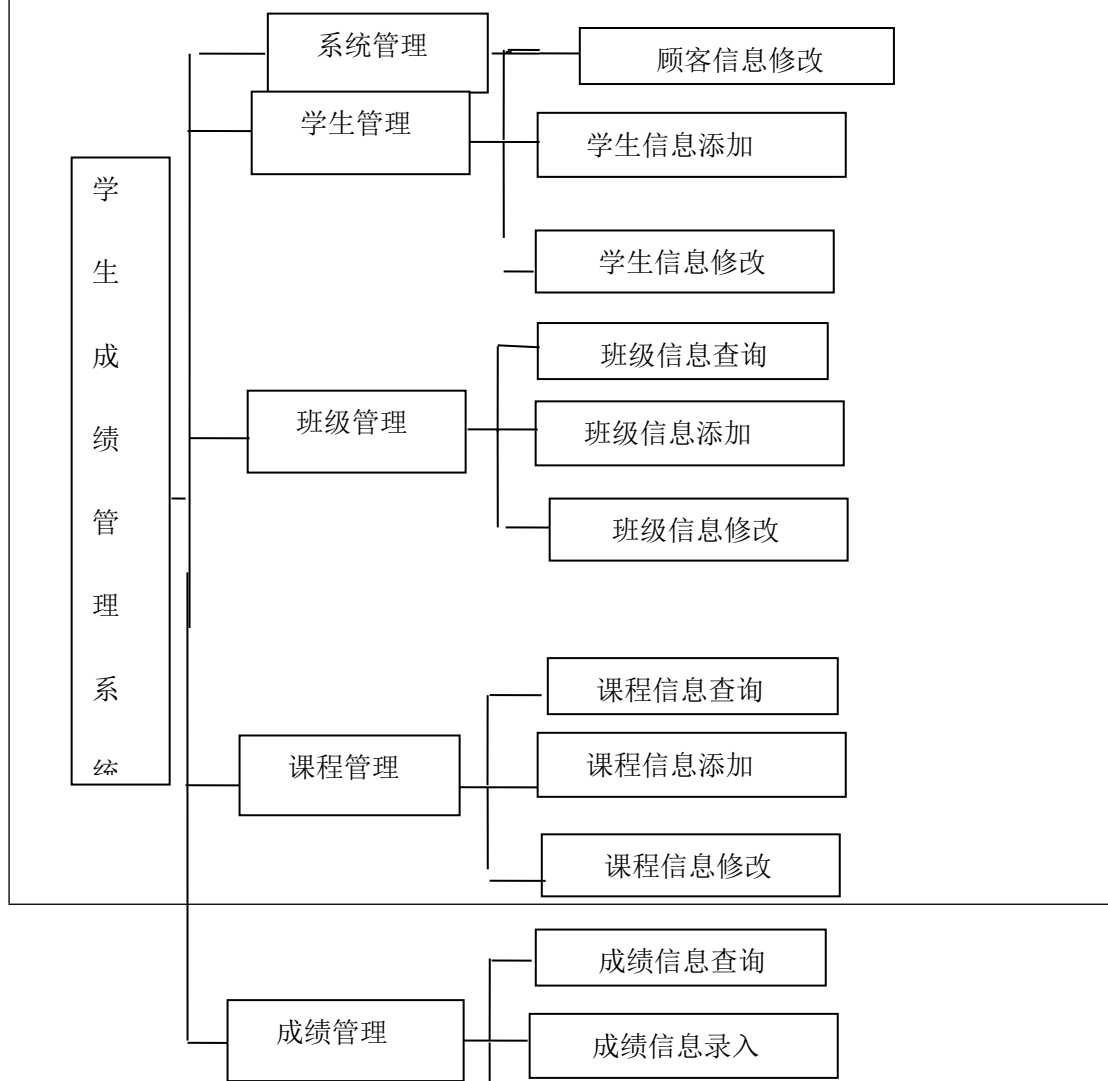 系统管理
顾客信息修改
学生管理
学生信息添加
学生信息修改
学
生
成
绩
管
理
系
统
班级信息查询
班级管理
班级信息添加
班级信息修改
课程信息查询
课程管理
课程信息添加
课程信息修改
成绩信息查询
成绩管理
成绩信息录入